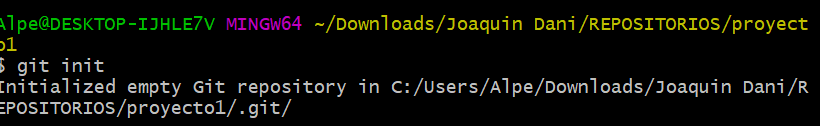 Alpe@DESKTOP-IJHLE7V MINGW64 ~/Downloads/Joaquin Dani/REPOSITORIOS/proyect
o1
$ git init
Initialized empty Git repository in C:/Users/Alpe/Downloads/Joaquin Dani/R
EPOSITORIOS/proyecto1/.git/